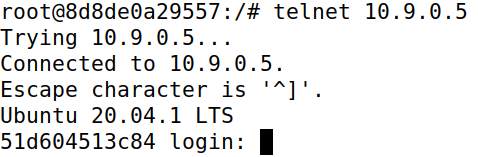 root@8d8de0a29557:/# telnet 10.9.0.5
Trying 10.9.0.5...
Connected to 10.9.0.5.
Escape character is '^]'.
Ubuntu 20.04.1 LTS
51d604513c84 login: